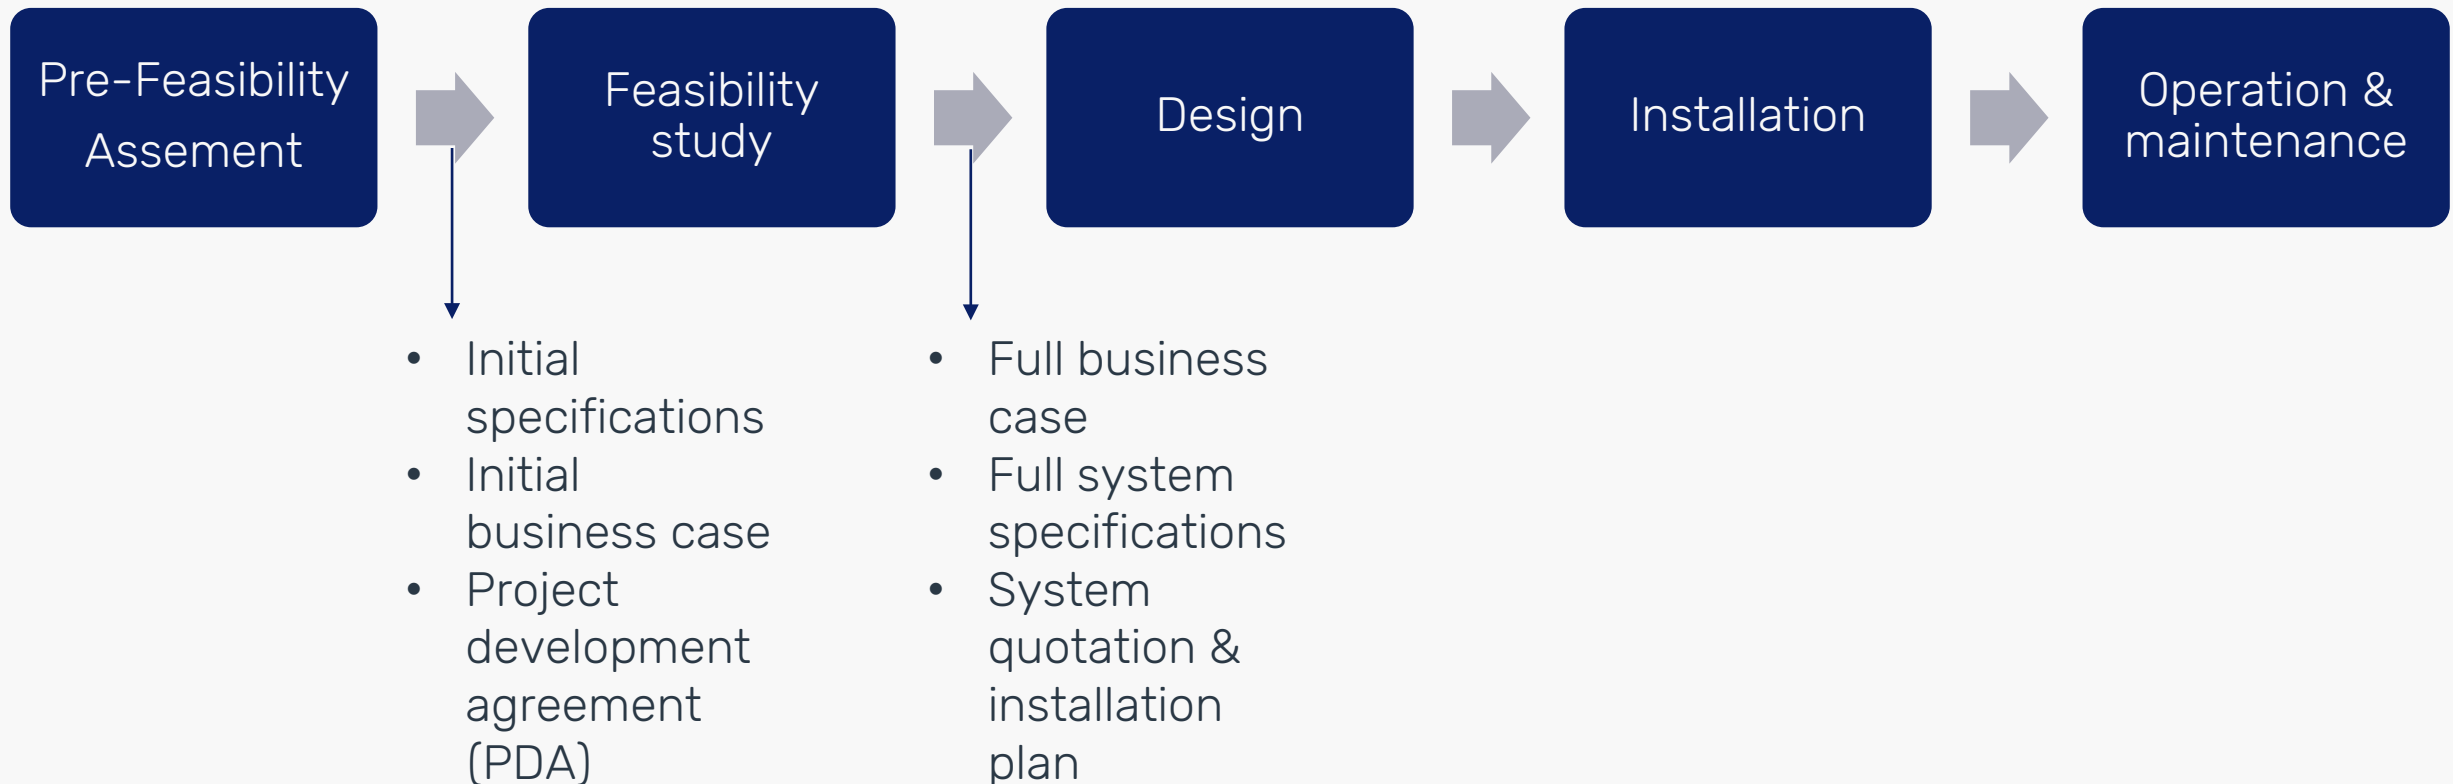 Pre-Feasibility
Assement
Feasibility
study
Design
Installation
Operation &
maintenance
• Initial
specifications
• Initial
business case
• Project
development
agreement
(PDA)
• Full business
case
• Full system
specifications
• System
quotation &
installation
plan